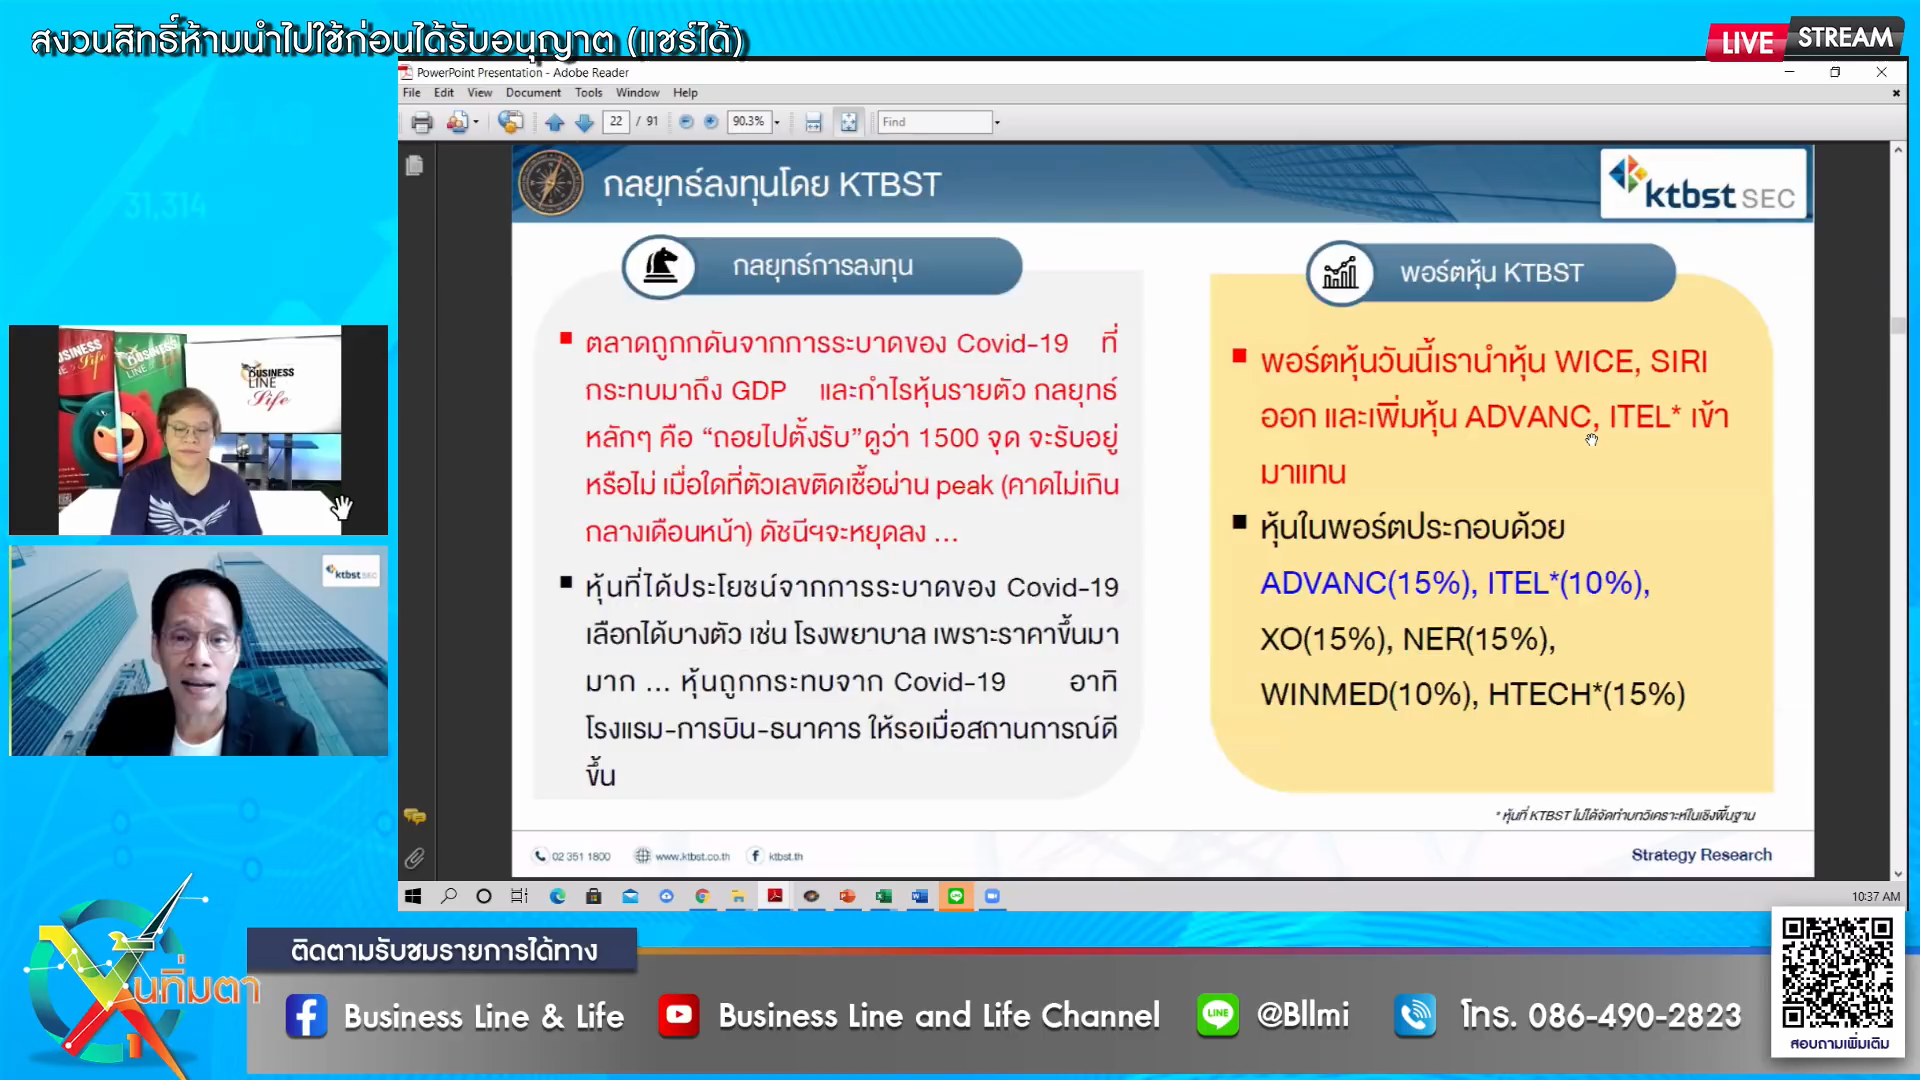 สงวนสิทธิ์ห้ามนำไปใช้ก่อนได้รับอนุญาต (แชร์ได้)
LIVE STREAM
PowerPoint Presentation - Adobe Reader
File Edit View Document Tools Window Help
22 / 91 90.3% Find
กลยุทธ์ลงทุนโดย KTBST
ktbst SEC
กลยุทธ์การลงทุน
ตลาดถูกกดันจากการระบาดของ Covid-19 ที่
กระทบมาถึง GDP และกำไรหุ้นรายตัว กลยุทธ์
หลักๆ คือ “ถอยไปตั้งรับ”ดูว่า 1500 จุด จะรับอยู่
หรือไม่ เมื่อใดที่ตัวเลขติดเชื้อผ่าน peak (คาดไม่เกิน
กลางเดือนหน้า) ดัชนีฯจะหยุดลง ...
หุ้นที่ได้ประโยชน์จากการระบาดของ Covid-19
เลือกได้บางตัว เช่น โรงพยาบาล เพราะราคาขึ้นมา
มาก ... หุ้นถูกกระทบจาก Covid-19 อาทิ
โรงแรม-การบิน-ธนาคาร ให้รอเมื่อสถานการณ์ดี
ขึ้น
พอร์ตหุ้น KTBST
พอร์ตหุ้นวันนี้เรานำหุ้น WICE, SIRI
ออก และเพิ่มหุ้น ADVANC, ITEL* เข้า
มาแทน
หุ้นในพอร์ตประกอบด้วย
ADVANC(15%), ITEL*(10%),
XO(15%), NER(15%),
WINMED(10%), HTECH*(15%)
* หุ้นที่ KTBST ไม่ได้จัดทำบทวิเคราะห์ในเชิงพื้นฐาน
02 351 1800 www.ktbst.co.th ktbst.th
Strategy Research
10:37 AM
31,314
BUSINESS
Life
BUSINESS
LINE
Life
ktbst SEC
Xนทิ่มตา
ติดตามรับชมรายการได้ทาง
Business Line & Life
Business Line and Life Channel
@Bllmi
โทร. 086-490-2823
สอบถามเพิ่มเติม